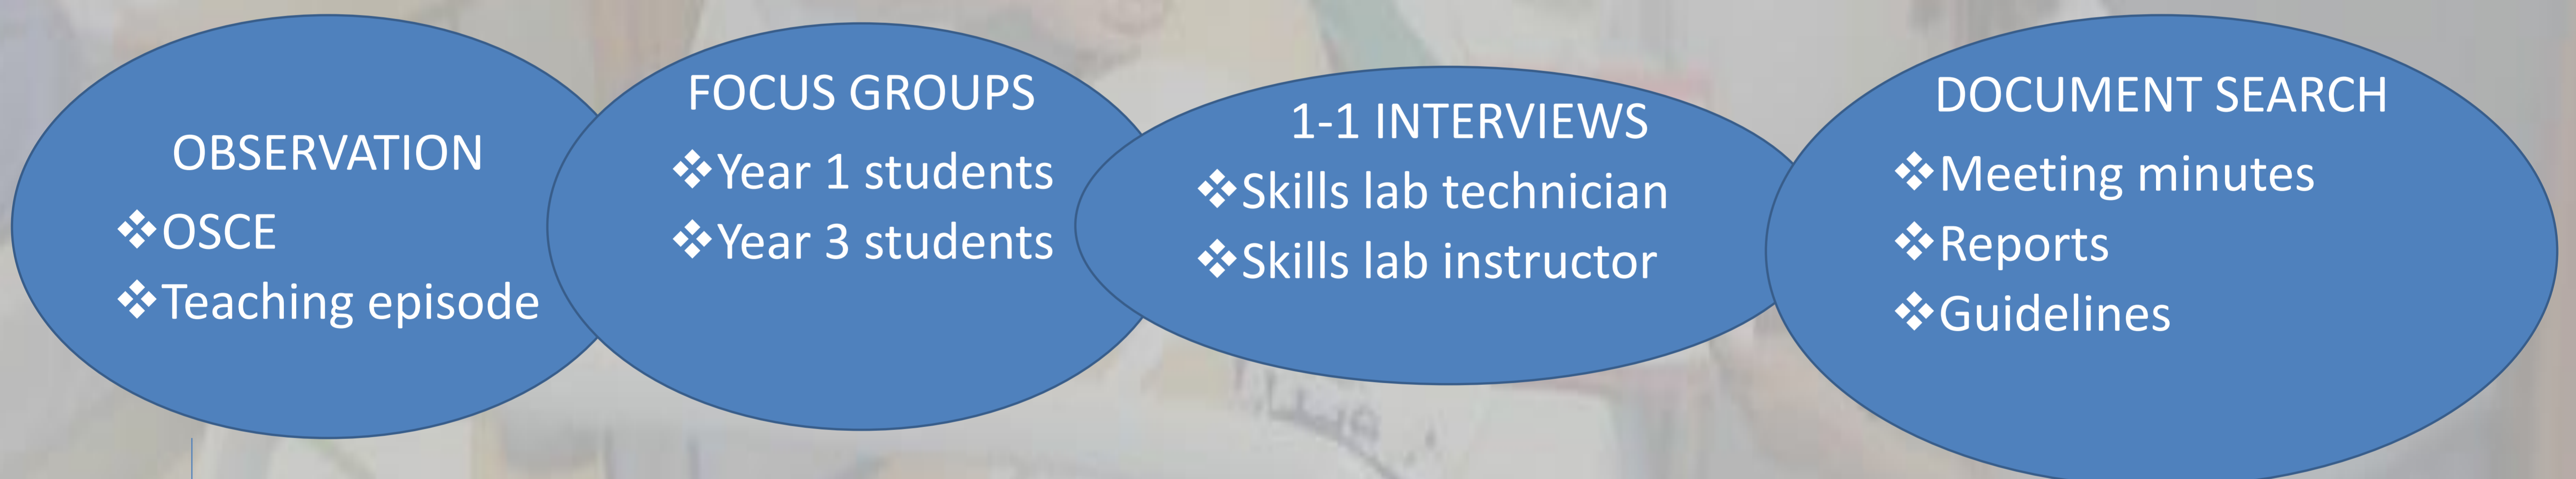 OBSERVATION
❖OSCE
❖Teaching episode
FOCUS GROUPS
❖Year 1 students
❖Year 3 students
1-1 INTERVIEWS
❖Skills lab technician
❖Skills lab instructor
DOCUMENT SEARCH
❖Meeting minutes
❖Reports
❖Guidelines